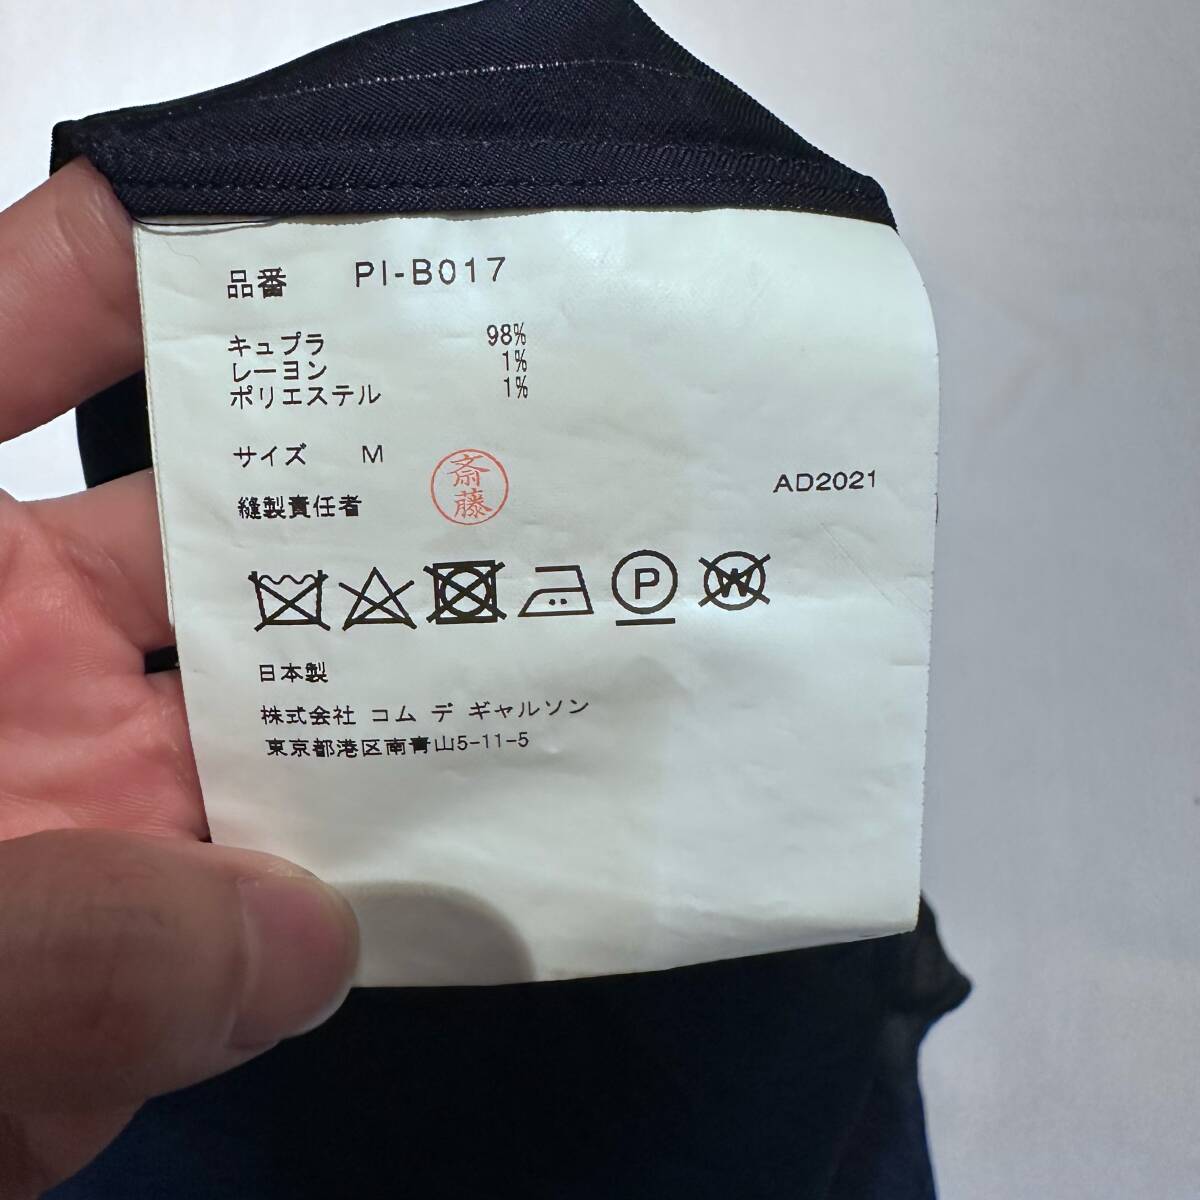 品番 PI-B017
キュプラ 98%
レーヨン 1%
ポリエステル 1%
サイズ M
縫製責任者 斎藤
AD2021
P W
日本製
株式会社 コム デ ギャルソン
東京都港区南青山5-11-5